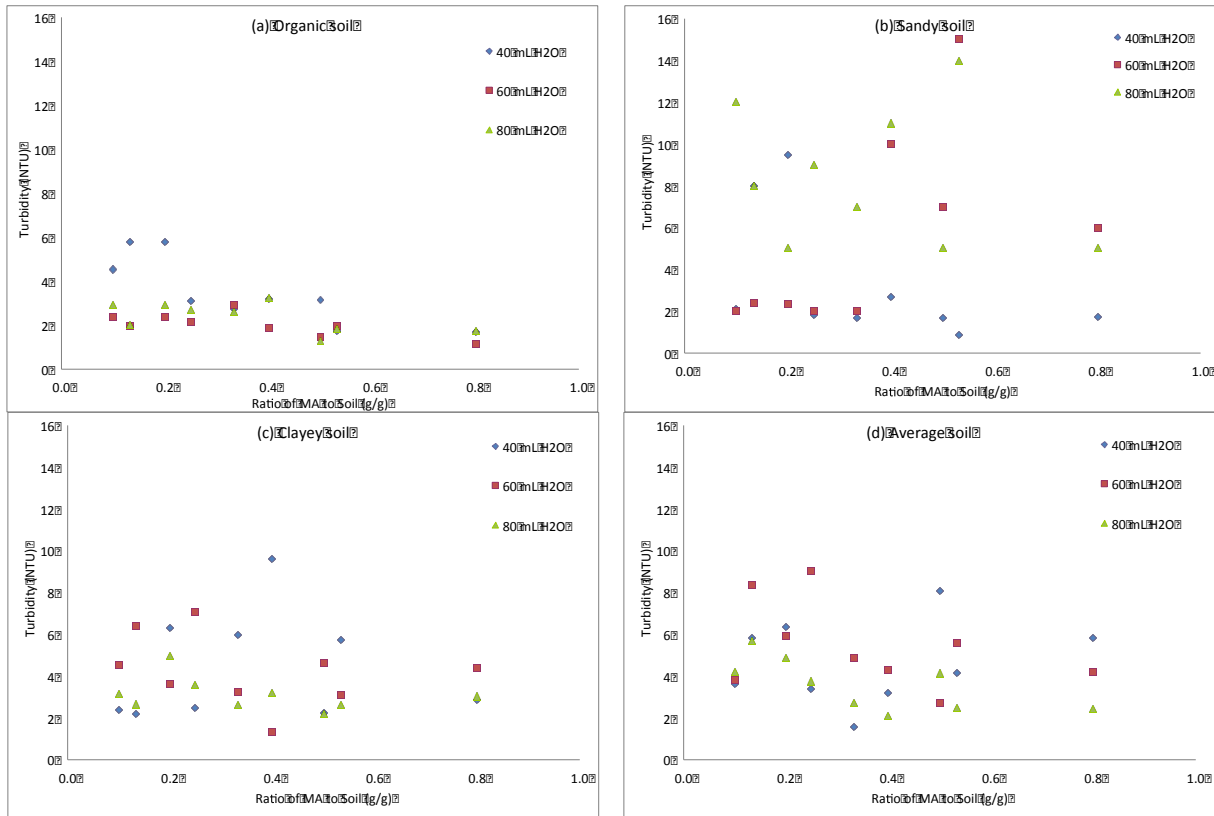 (a) Organic soil
16
14
12
10
8
6
4
2
0
Turbidity (NTU)
40 mL H2O
60 mL H2O
80 mL H2O
0.0 0.2 0.4 0.6 0.8 1.0
Ratio of MA to Soil (g/g)
(b) Sandy soil
16
14
12
10
8
6
4
2
0
Turbidity (NTU)
40 mL H2O
60 mL H2O
80 mL H2O
0.0 0.2 0.4 0.6 0.8 1.0
Ratio of MA to Soil (g/g)
(c) Clayey soil
16
14
12
10
8
6
4
2
0
Turbidity (NTU)
40 mL H2O
60 mL H2O
80 mL H2O
0.0 0.2 0.4 0.6 0.8 1.0
Ratio of MA to Soil (g/g)
(d) Average soil
16
14
12
10
8
6
4
2
0
Turbidity (NTU)
40 mL H2O
60 mL H2O
80 mL H2O
0.0 0.2 0.4 0.6 0.8 1.0
Ratio of MA to Soil (g/g)